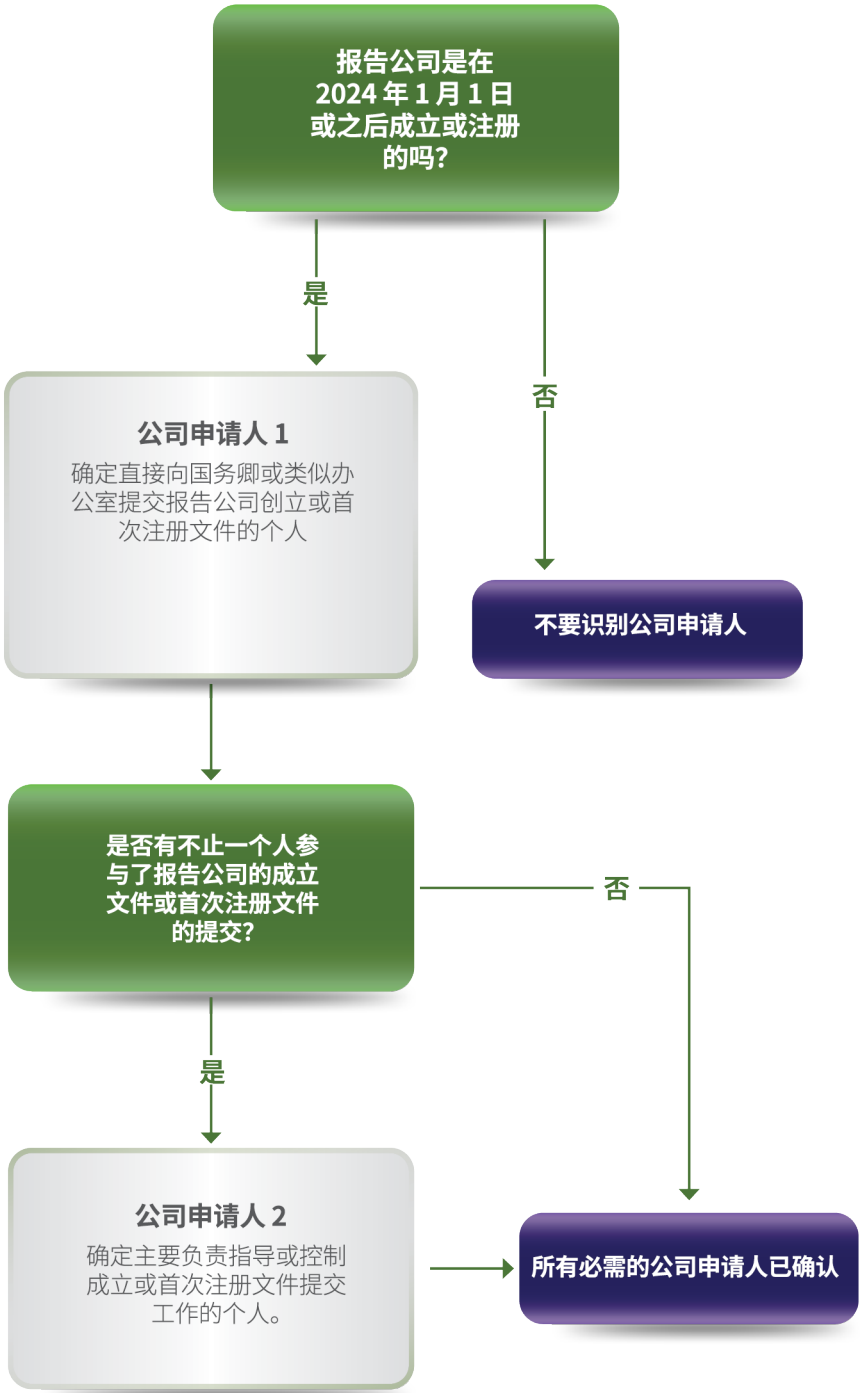 报告公司是在
2024 年 1 月 1 日
或之后成立或注册
的吗？
是
否
公司申请人 1
确定直接向国务卿或类似办
公室提交报告公司创立或首
次注册文件的个人
不要识别公司申请人
是否有不止一个人参
与了报告公司的成立
文件或首次注册文件
的提交？
否
是
公司申请人 2
确定主要负责指导或控制
成立或首次注册文件提交
工作的个人。
所有必需的公司申请人已确认